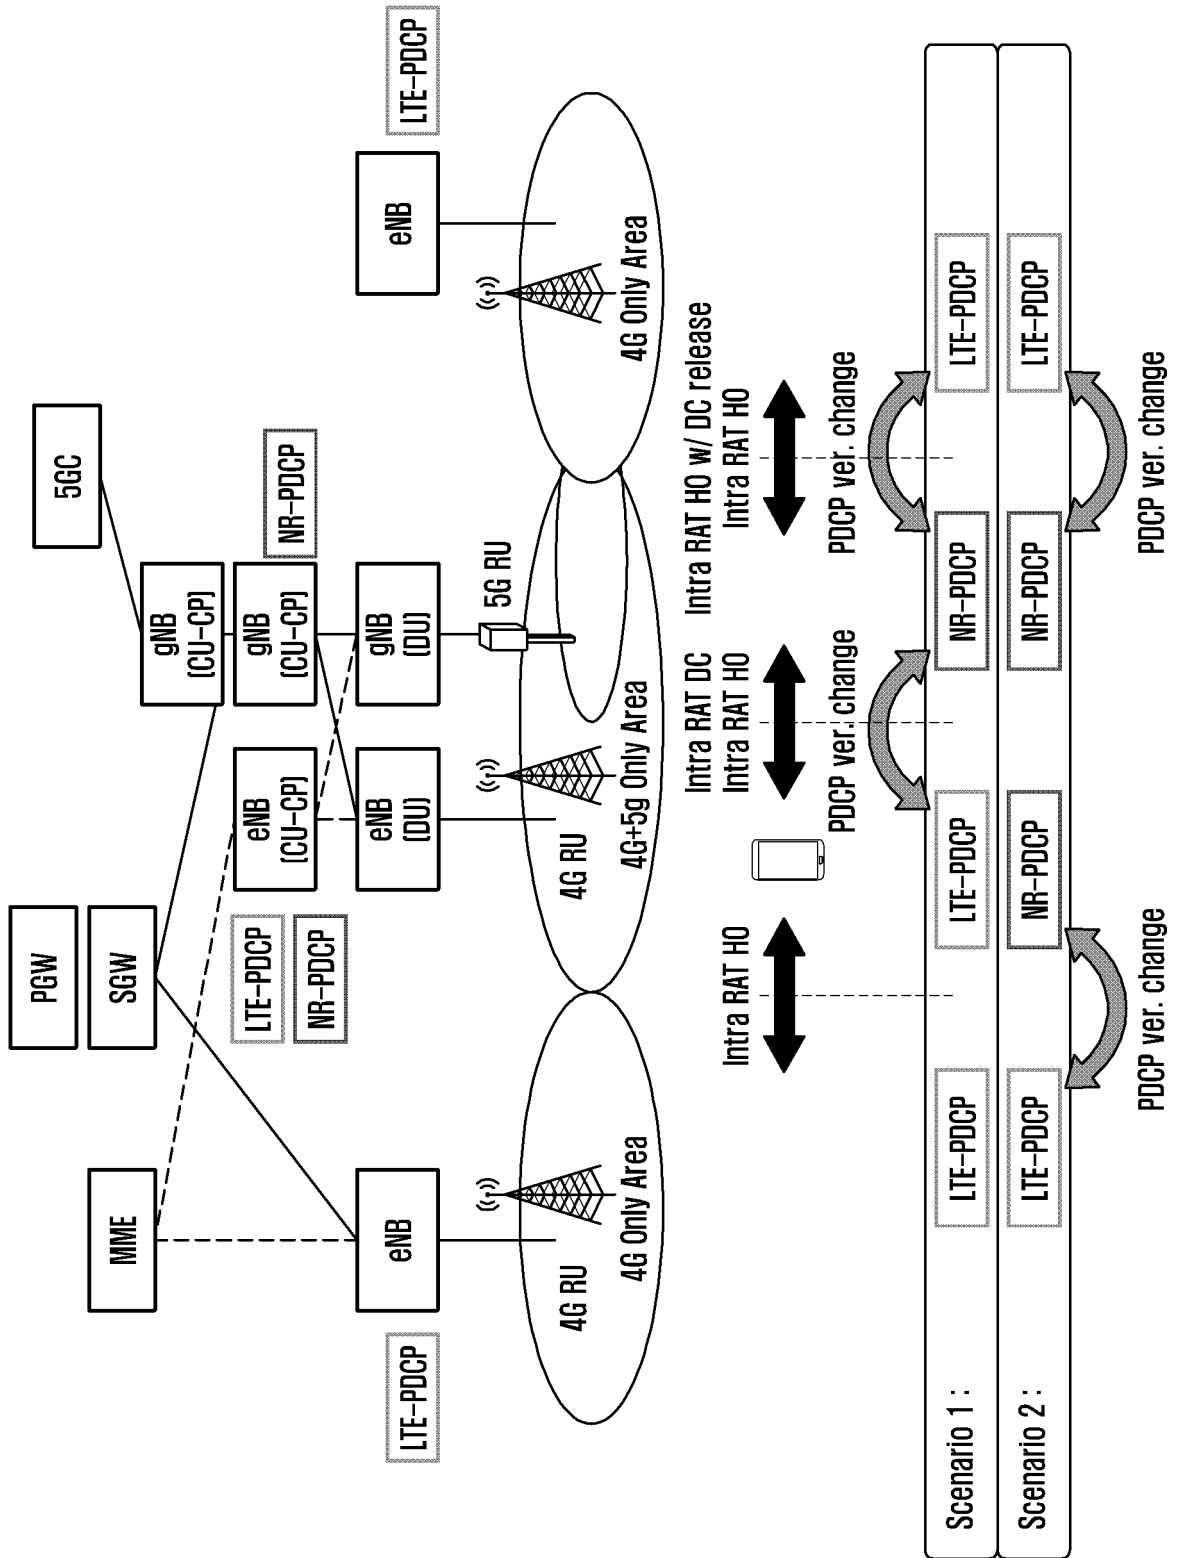 5GC
PGW
MME
SGW
gNB
(CU-CP)
LTE-PDCP
NR-PDCP
eNB
(CU-CP)
gNB
(CU-CP)
NR-PDCP
LTE-PDCP
eNB
eNB
(DU)
gNB
(DU)
eNB
LTE-PDCP
5G RU
4G RU
4G Only Area
4G RU
4G+5g Only Area
4G Only Area
Intra RAT HO
Intra RAT DC
Intra RAT HO
Intra RAT HO w/ DC release
Intra RAT HO
PDCP ver. change
PDCP ver. change
Scenario 1 :
LTE-PDCP
LTE-PDCP
NR-PDCP
LTE-PDCP
Scenario 2 :
LTE-PDCP
NR-PDCP
NR-PDCP
LTE-PDCP
PDCP ver. change
PDCP ver. change